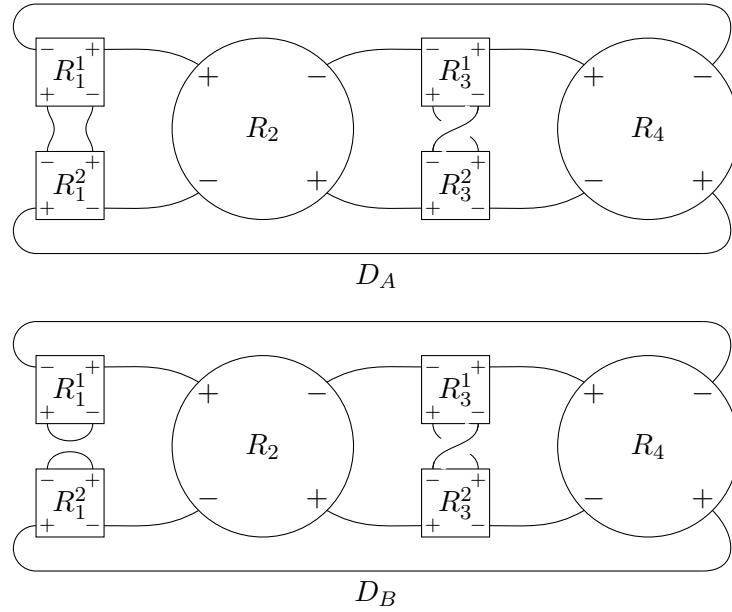 − + + − − + + −
R_1^1 R_2 R_3^1 R_4
+ − + −
− + − + − + − +
R_1^2 R_3^2
+ − + −
D_A
− + + − − + + −
R_1^1 R_2 R_3^1 R_4
+ − + −
− + − + − + − +
R_1^2 R_3^2
+ − + −
D_B